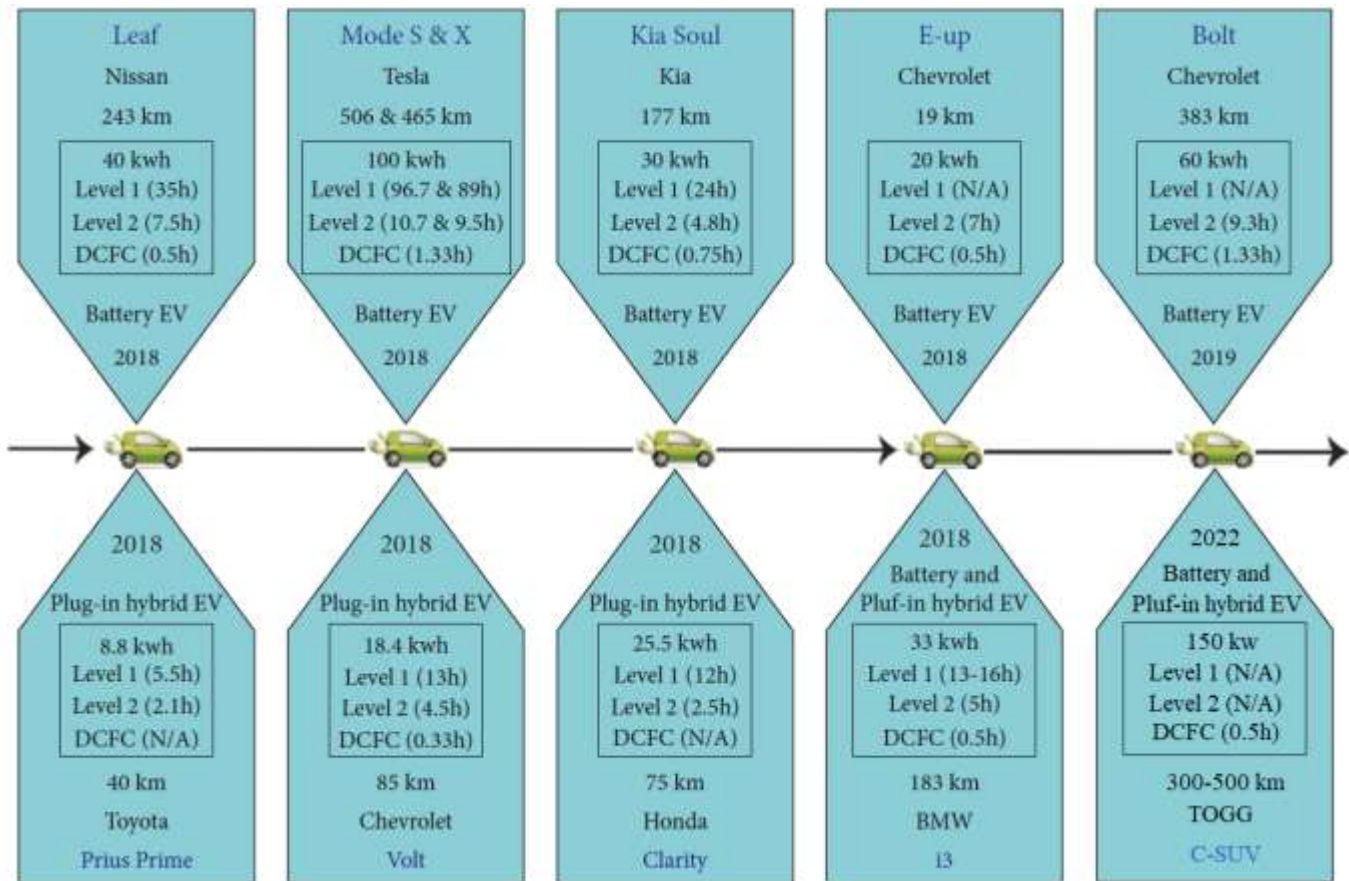 Leaf
Nissan
243 km
40 kwh
Level 1 (35h)
Level 2 (7.5h)
DCFC (0.5h)
Battery EV
2018
Mode S & X
Tesla
506 & 465 km
100 kwh
Level 1 (96.7 & 89h)
Level 2 (10.7 & 9.5h)
DCFC (1.33h)
Battery EV
2018
Kia Soul
Kia
177 km
30 kwh
Level 1 (24h)
Level 2 (4.8h)
DCFC (0.75h)
Battery EV
2018
E-up
Chevrolet
19 km
20 kwh
Level 1 (N/A)
Level 2 (7h)
DCFC (0.5h)
Battery EV
2018
Bolt
Chevrolet
383 km
60 kwh
Level 1 (N/A)
Level 2 (9.3h)
DCFC (1.33h)
Battery EV
2019
2018
Plug-in hybrid EV
8.8 kwh
Level 1 (5.5h)
Level 2 (2.1h)
DCFC (N/A)
40 km
Toyota
Prius Prime
2018
Plug-in hybrid EV
18.4 kwh
Level 1 (13h)
Level 2 (4.5h)
DCFC (0.33h)
85 km
Chevrolet
Volt
2018
Plug-in hybrid EV
25.5 kwh
Level 1 (12h)
Level 2 (2.5h)
DCFC (N/A)
75 km
Honda
Clarity
2018
Battery and
Pluf-in hybrid EV
33 kwh
Level 1 (13-16h)
Level 2 (5h)
DCFC (0.5h)
183 km
BMW
i3
2022
Battery and
Pluf-in hybrid EV
150 kw
Level 1 (N/A)
Level 2 (N/A)
DCFC (0.5h)
300-500 km
TOGG
C-SUV